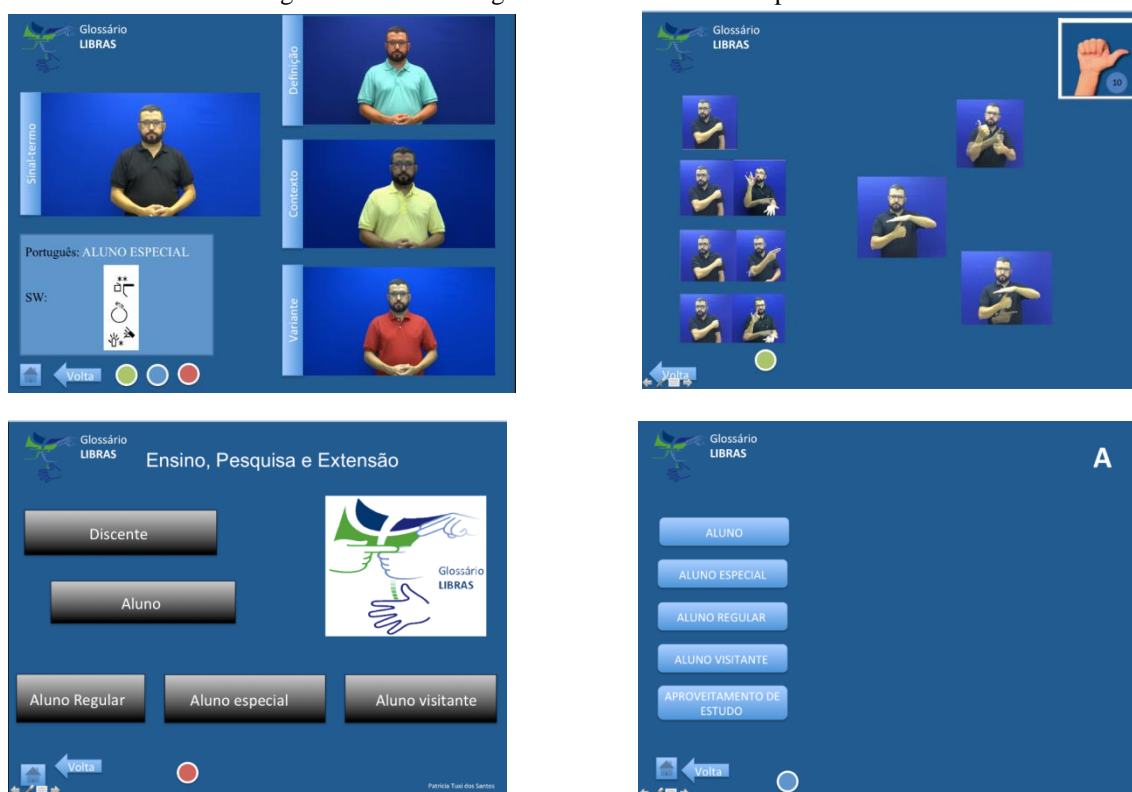 Glossário
LIBRAS
Definição
Sinal-termo
Contexto
Português: ALUNO ESPECIAL
SW:
Variante
Volta
Glossário
LIBRAS
10
Volta
Glossário
LIBRAS
Ensino, Pesquisa e Extensão
Discente
Glossário
LIBRAS
Aluno
Aluno Regular
Aluno especial
Aluno visitante
Volta
Patrícia Tuxi dos Santos
Glossário
LIBRAS
A
ALUNO
ALUNO ESPECIAL
ALUNO REGULAR
ALUNO VISITANTE
APROVEITAMENTO DE
ESTUDO
Volta